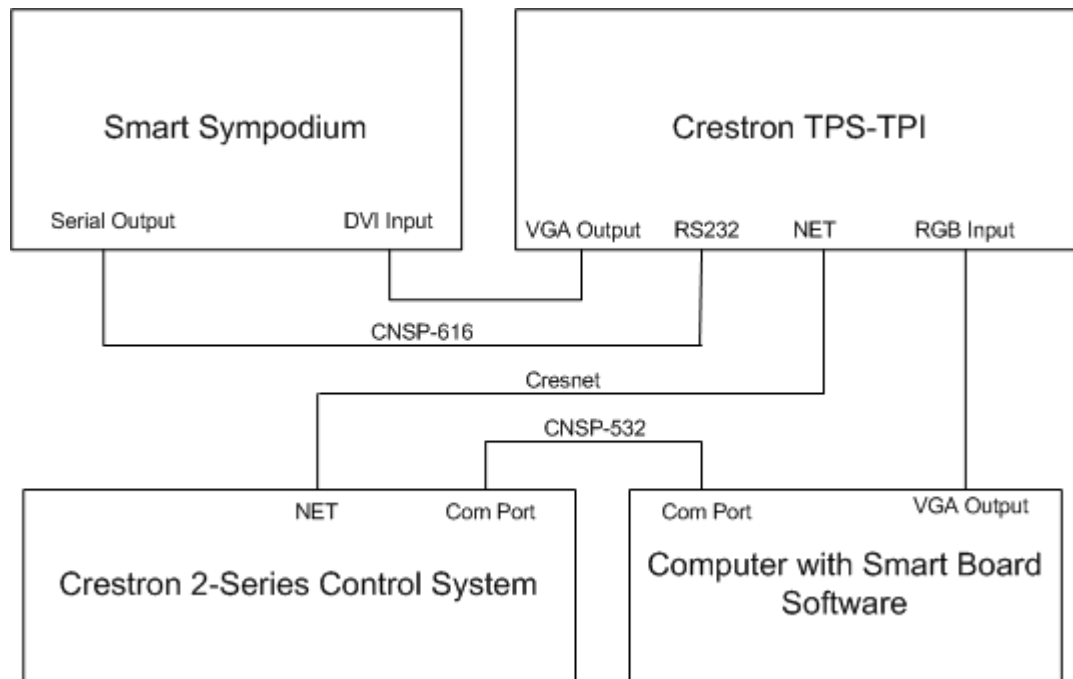 Smart Sympodium
Crestron TPS-TPI
Serial Output
DVI Input
VGA Output
RS232
NET
RGB Input
CNSP-616
Cresnet
CNSP-532
NET
Com Port
Com Port
VGA Output
Crestron 2-Series Control System
Computer with Smart Board
Software